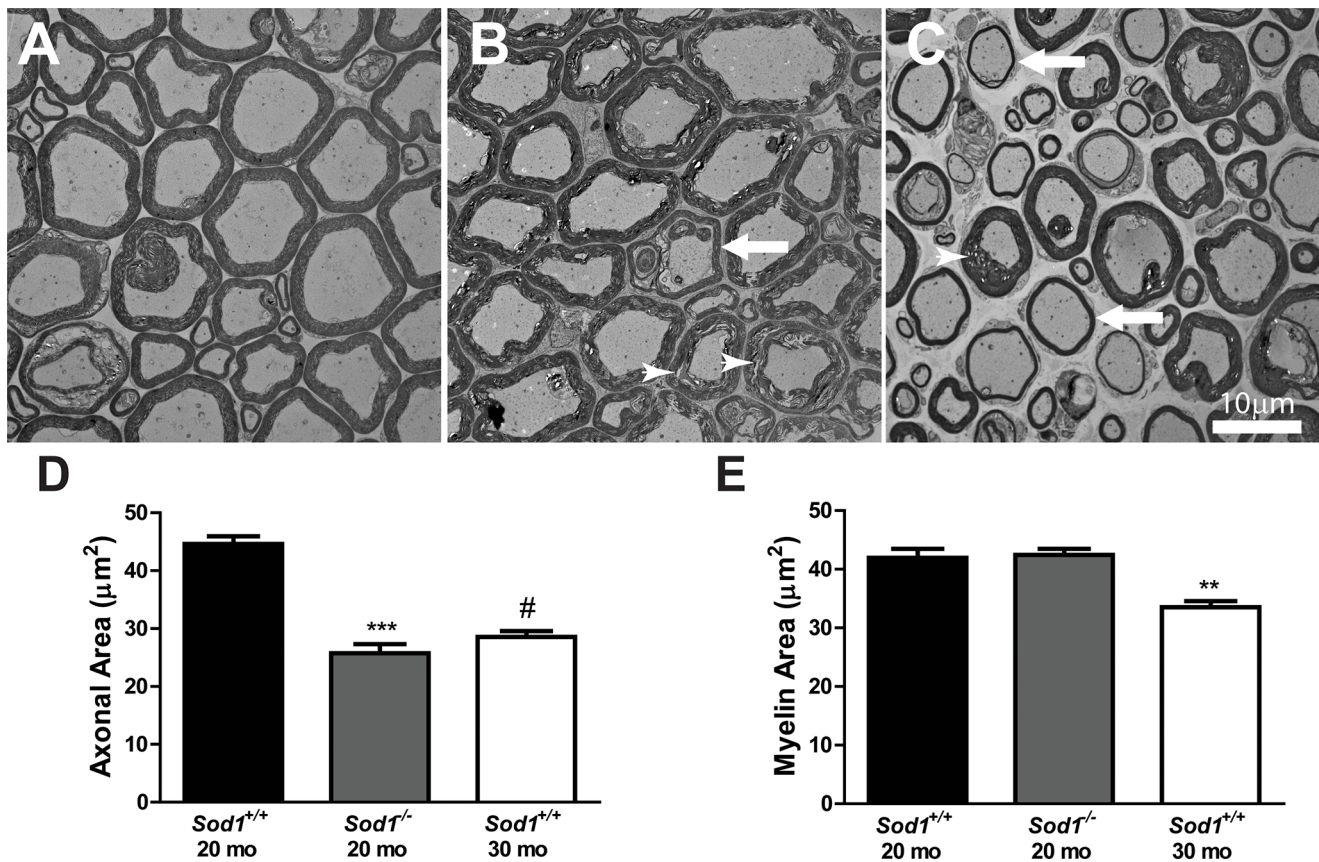 A
B
C
10μm
D
E
Axonal Area (μm²)
50
40
30
20
10
0
***
#
Sod1+/+
20 mo
Sod1-/-
20 mo
Sod1+/+
30 mo
Myelin Area (μm²)
50
40
30
20
10
0
**
Sod1+/+
20 mo
Sod1-/-
20 mo
Sod1+/+
30 mo